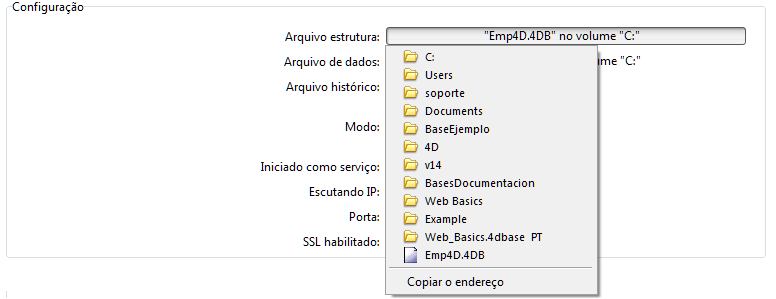 Configuração
Arquivo estrutura: "Emp4D.4DB" no volume "C:"
Arquivo de dados: ume "C:"
Arquivo histórico:
Modo:
Iniciado como serviço:
Escutando IP:
Porta:
SSL habilitado:
C:
Users
soporte
Documents
BaseEjemplo
4D
v14
BasesDocumentacion
Web Basics
Example
Web_Basics.4dbase PT
Emp4D.4DB
Copiar o endereço